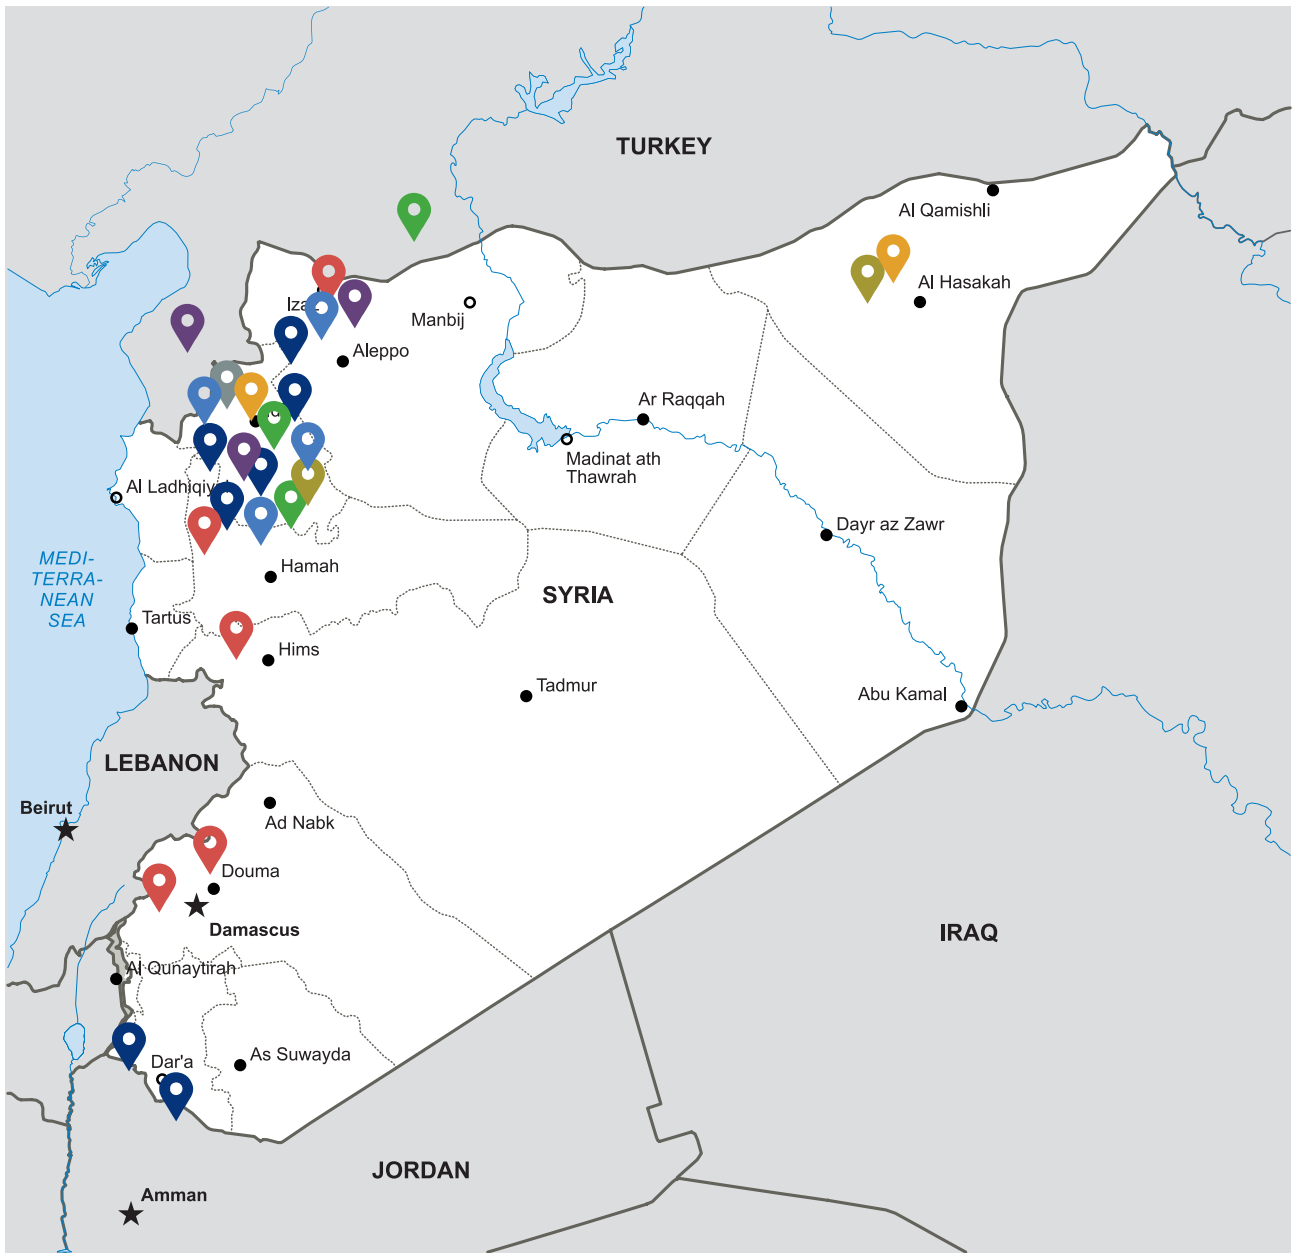 TURKEY
Al Qamishli
Al Hasakah
Manbij
Aleppo
Ar Raqqah
Madinat ath
Thawrah
Dayr az Zawr
MEDI-
TERRA-
NEAN
SEA
Hamah
SYRIA
Tartus
Hims
Tadmur
Abu Kamal
LEBANON
Beirut
Ad Nabk
Douma
Damascus
IRAQ
Al Qunaytirah
Dar'a
As Suwayda
JORDAN
Amman